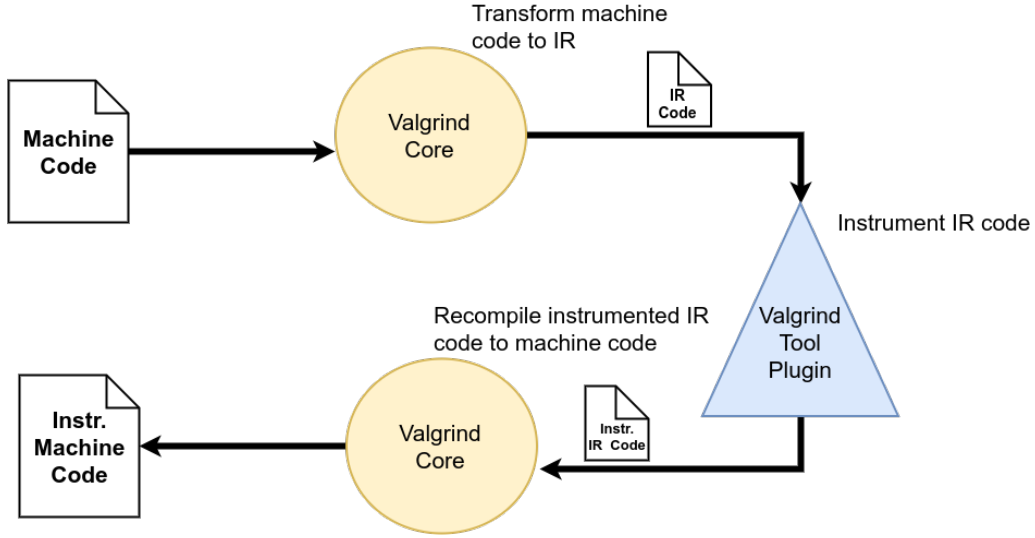 Transform machine
code to IR
Machine
Code
Valgrind
Core
IR
Code
Instrument IR code
Valgrind
Tool
Plugin
Recompile instrumented IR
code to machine code
Instr.
IR Code
Valgrind
Core
Instr.
Machine
Code